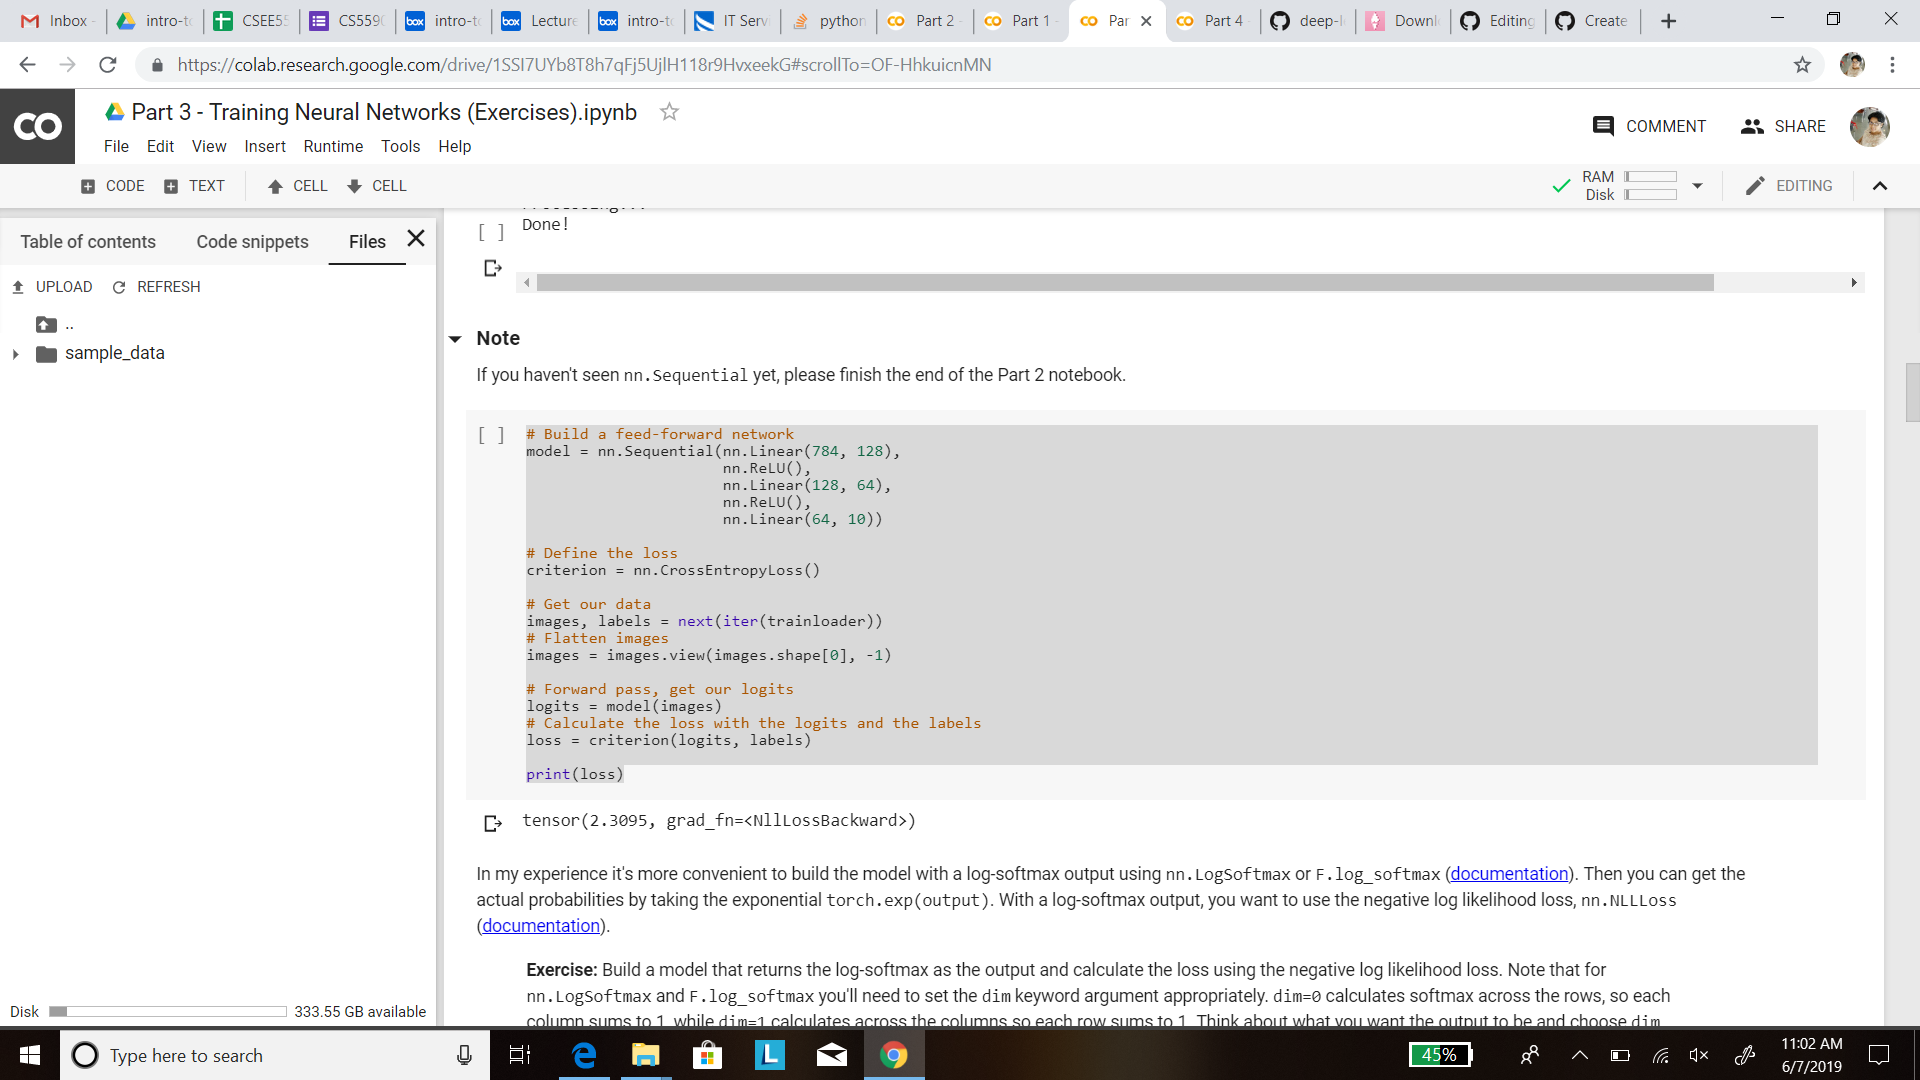 Inbox
intro-to
CSEE55
CS5590
box intro-to
box Lecture
box intro-to
IT Servi
python
Part 2 -
Part 1 -
Par
Part 4 -
deep-l
Downl
Editing
Create
https://colab.research.google.com/drive/1SSI7UYb8T8h7qFj5UjlH118r9HvxeekG#scrollTo=OF-HhkuicnMN
CO
Part 3 - Training Neural Networks (Exercises).ipynb
COMMENT
SHARE
File Edit View Insert Runtime Tools Help
CODE TEXT CELL CELL
RAM
Disk
EDITING
Table of contents Code snippets Files
UPLOAD REFRESH
..
sample_data
Disk 333.55 GB available
Processing...
[ ] Done!
Note
If you haven't seen nn.Sequential yet, please finish the end of the Part 2 notebook.
[ ] # Build a feed-forward network
model = nn.Sequential(nn.Linear(784, 128),
nn.ReLU(),
nn.Linear(128, 64),
nn.ReLU(),
nn.Linear(64, 10))
# Define the loss
criterion = nn.CrossEntropyLoss()
# Get our data
images, labels = next(iter(trainloader))
# Flatten images
images = images.view(images.shape[0], -1)
# Forward pass, get our logits
logits = model(images)
# Calculate the loss with the logits and the labels
loss = criterion(logits, labels)
print(loss)
tensor(2.3095, grad_fn=<NllLossBackward>)
In my experience it's more convenient to build the model with a log-softmax output using nn.LogSoftmax or F.log_softmax (documentation). Then you can get the
actual probabilities by taking the exponential torch.exp(output). With a log-softmax output, you want to use the negative log likelihood loss, nn.NLLLoss
(documentation).
Exercise: Build a model that returns the log-softmax as the output and calculate the loss using the negative log likelihood loss. Note that for
nn.LogSoftmax and F.log_softmax you'll need to set the dim keyword argument appropriately. dim=0 calculates softmax across the rows, so each
column sums to 1, while dim=1 calculates across the columns so each row sums to 1. Think about what you want the output to be and choose dim
Type here to search
45%
11:02 AM
6/7/2019